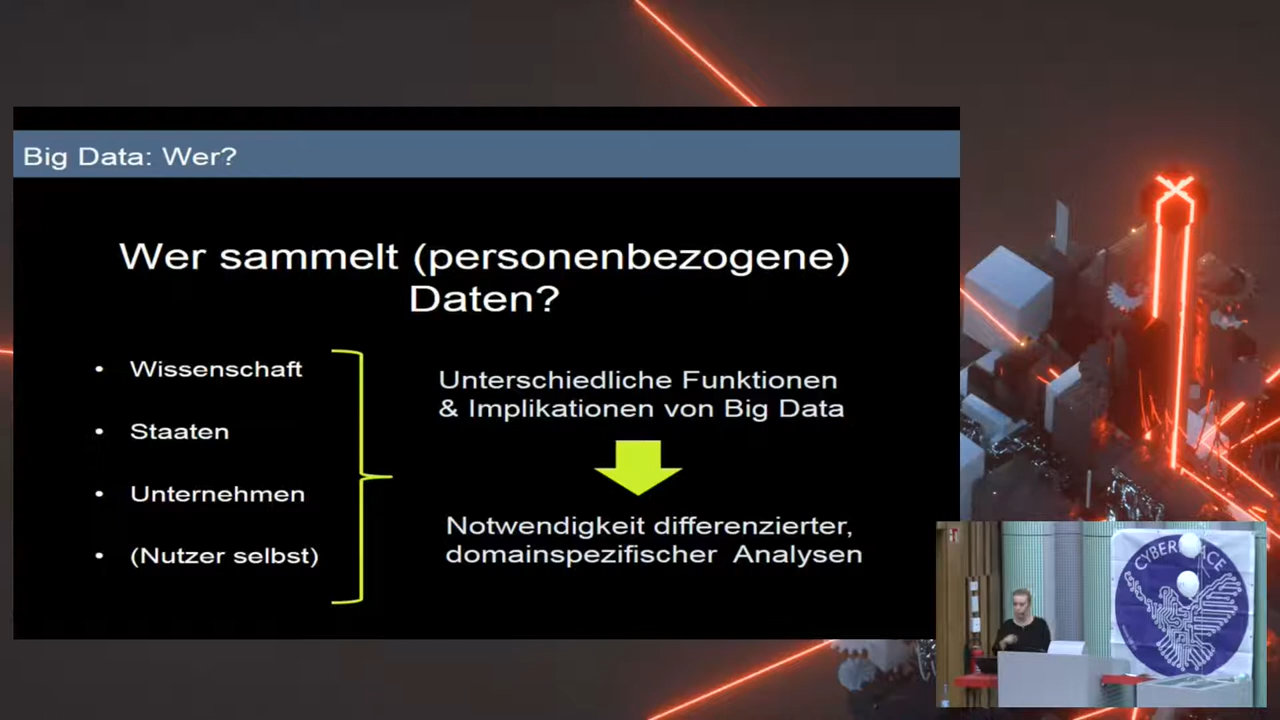 Big Data: Wer?
Wer sammelt (personenbezogene)
Daten?
• Wissenschaft
• Staaten
• Unternehmen
• (Nutzer selbst)
Unterschiedliche Funktionen
& Implikationen von Big Data
Notwendigkeit differenzierter,
domainspezifischer Analysen